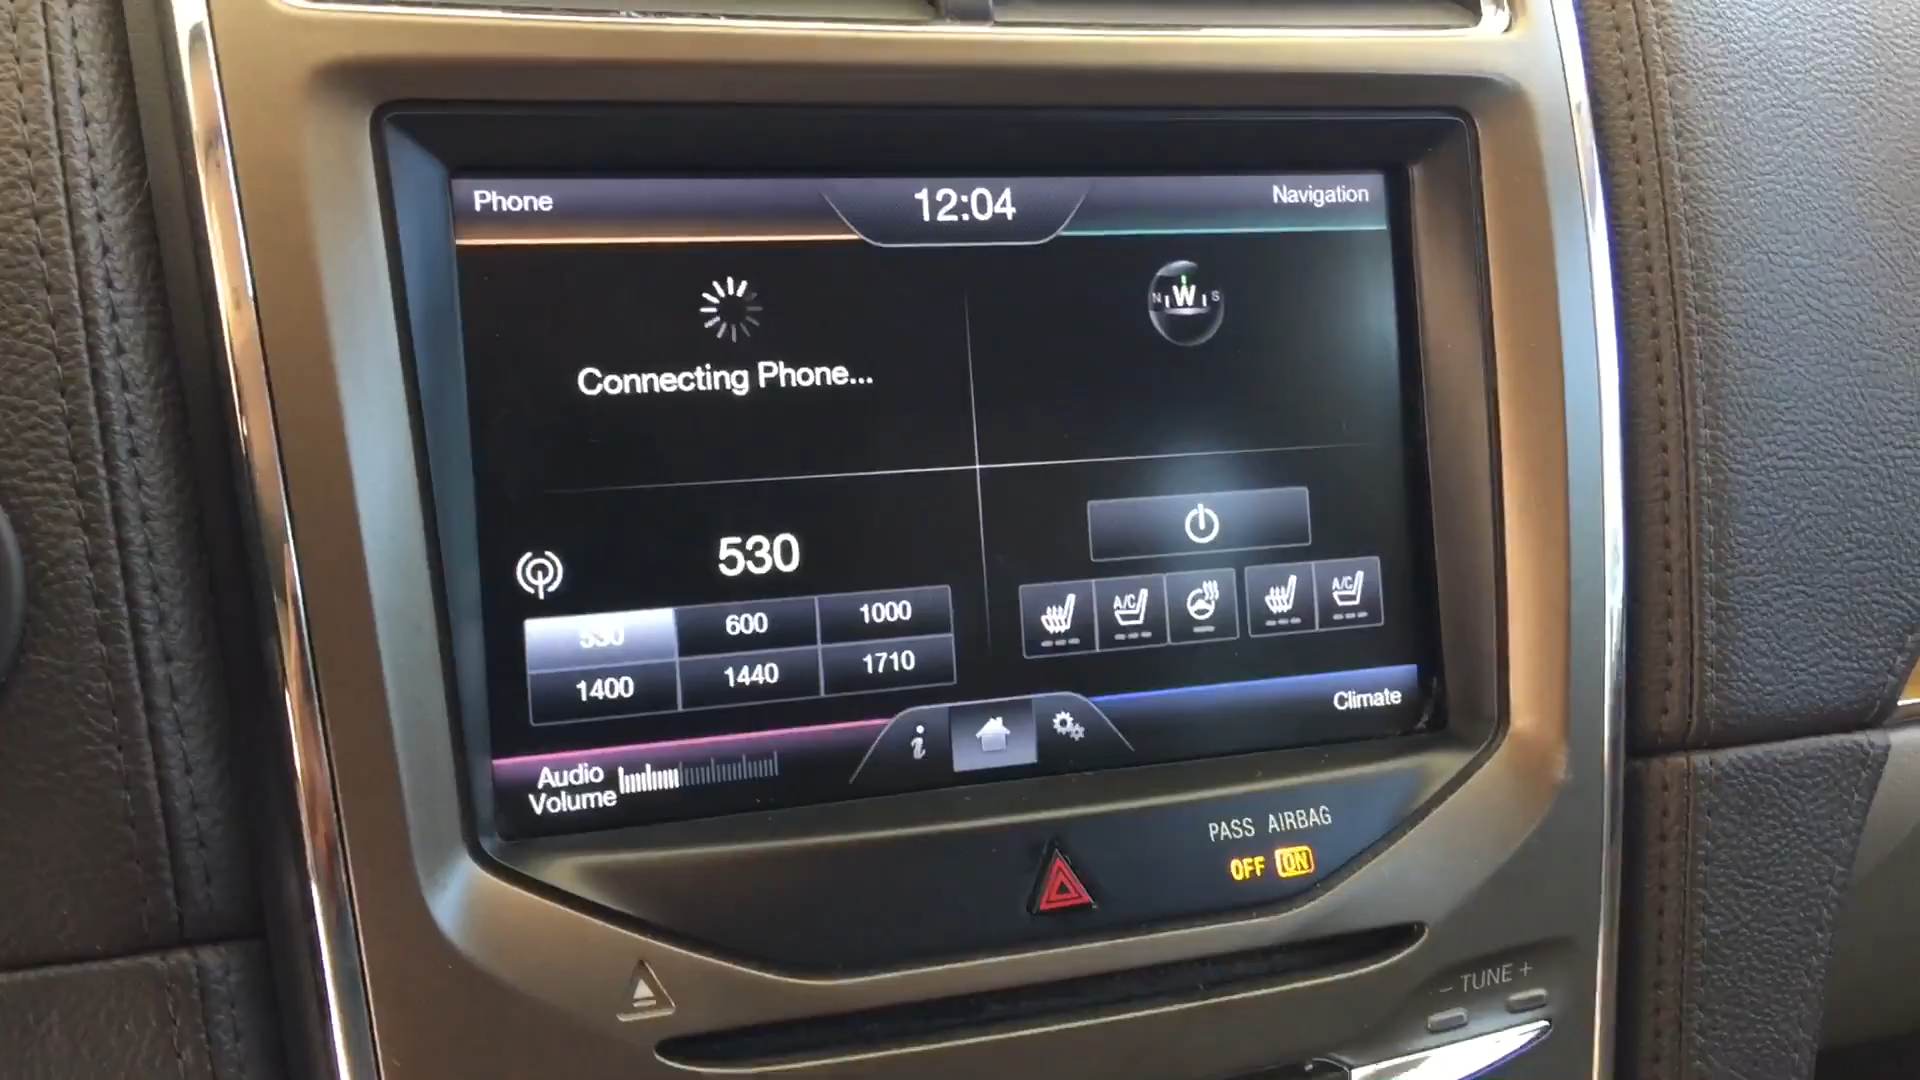 Phone
12:04
Navigation
N W S
Connecting Phone...
530
530 600 1000
1400 1440 1710
A/C
A/C
Climate
i
Audio
Volume
PASS AIRBAG
OFF ON
- TUNE +